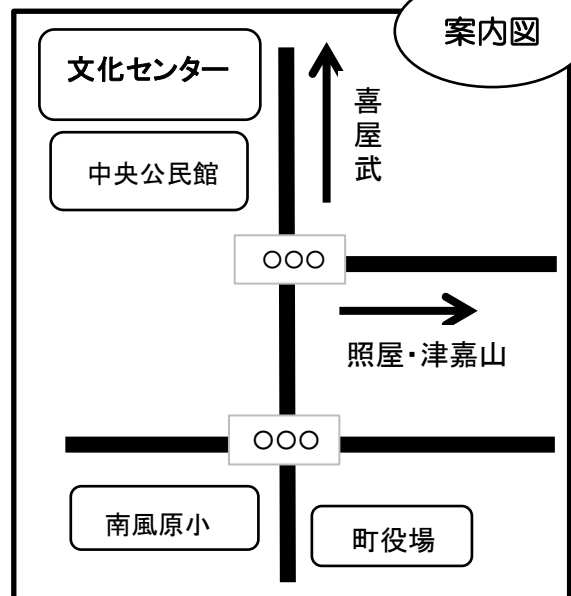 案内図
文化センター
喜屋武
中央公民館
○○○
照屋・津嘉山
○○○
南風原小
町役場